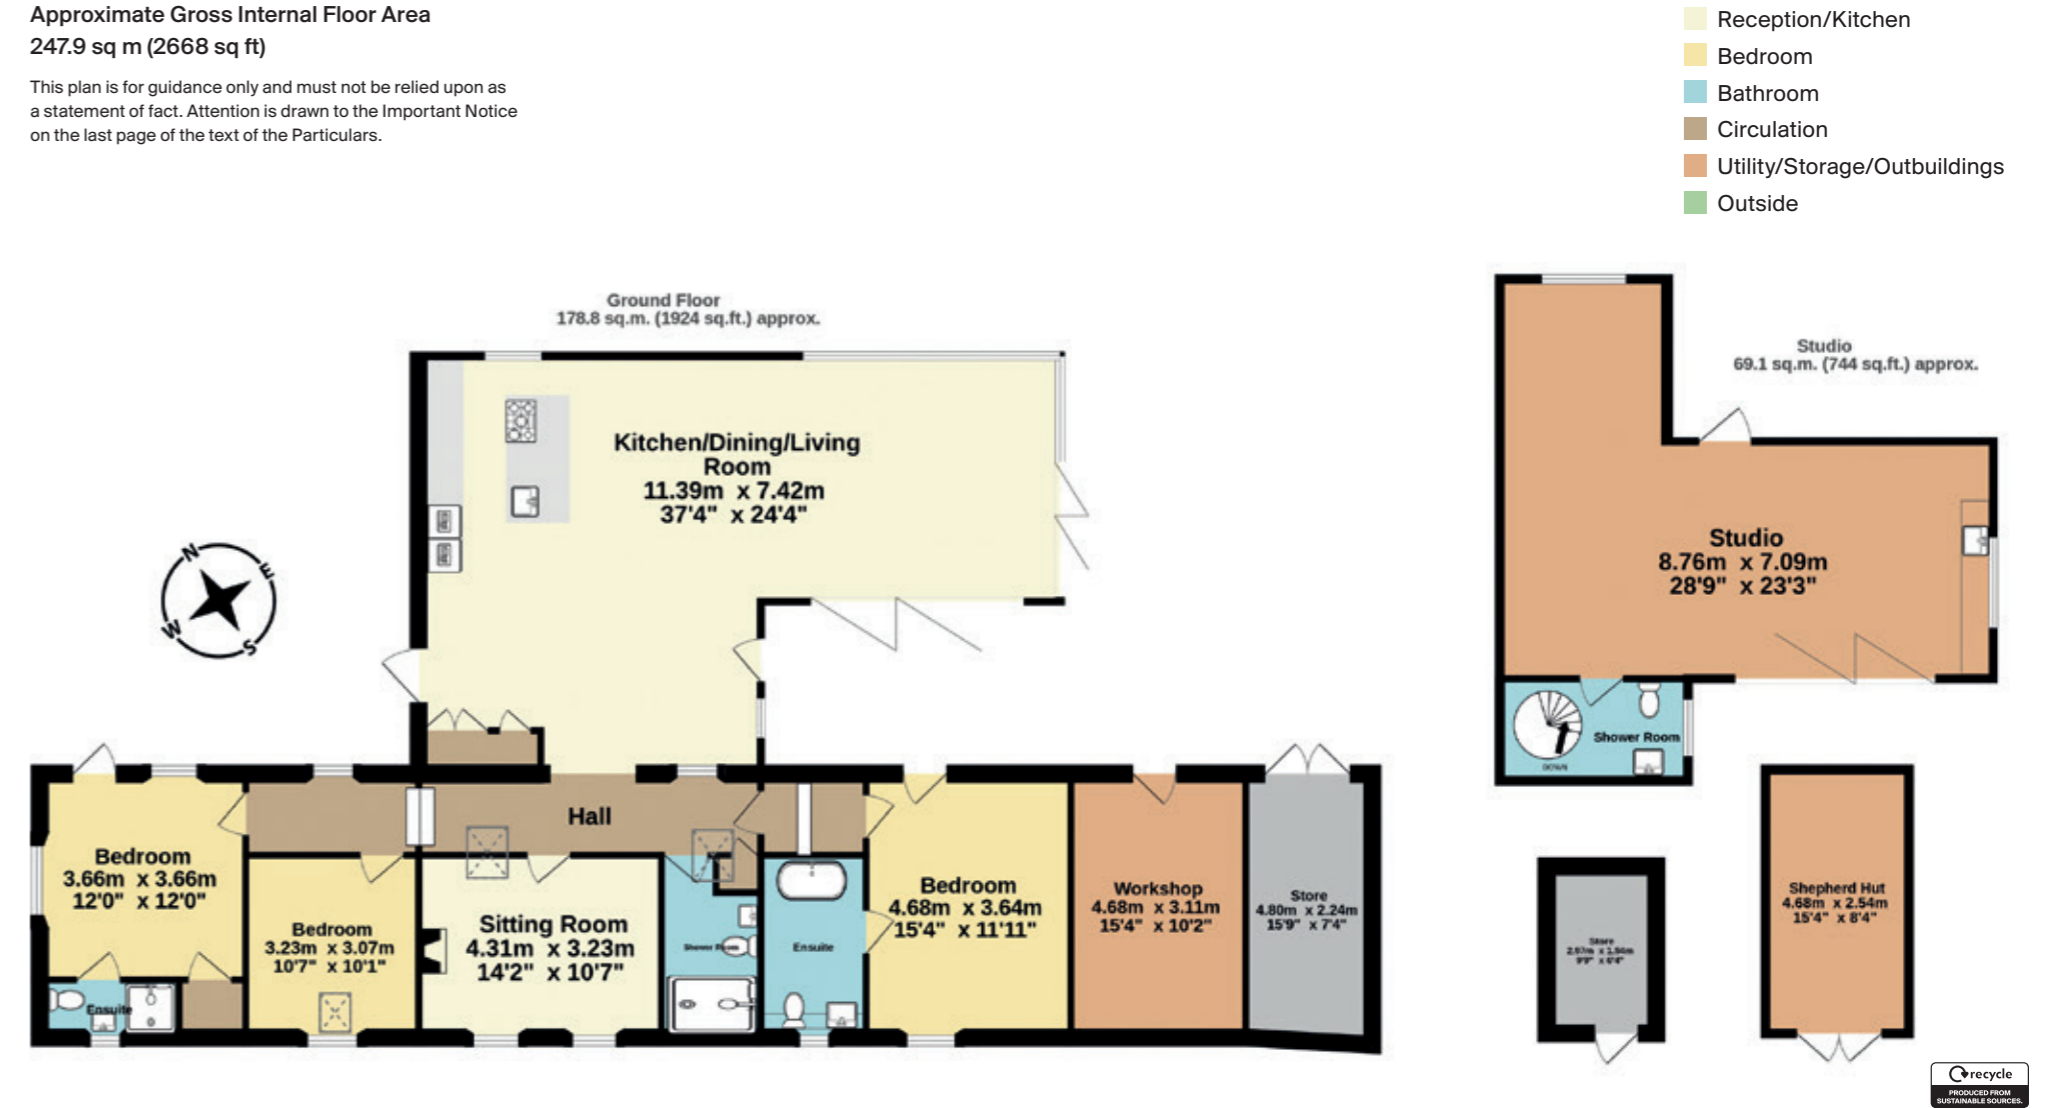 Approximate Gross Internal Floor Area
247.9 sq m (2668 sq ft)
This plan is for guidance only and must not be relied upon as
a statement of fact. Attention is drawn to the Important Notice
on the last page of the text of the Particulars.
Reception/Kitchen
Bedroom
Bathroom
Circulation
Utility/Storage/Outbuildings
Outside
Ground Floor
178.8 sq.m. (1924 sq.ft.) approx.
Kitchen/Dining/Living
Room
11.39m x 7.42m
37'4" x 24'4"
N
E
W
S
Hall
Bedroom
3.66m x 3.66m
12'0" x 12'0"
Ensuite
Bedroom
3.23m x 3.07m
10'7" x 10'1"
Sitting Room
4.31m x 3.23m
14'2" x 10'7"
Shower Room
Ensuite
Bedroom
4.68m x 3.64m
15'4" x 11'11"
Workshop
4.68m x 3.11m
15'4" x 10'2"
Store
4.80m x 2.24m
15'9" x 7'4"
Studio
69.1 sq.m. (744 sq.ft.) approx.
Studio
8.76m x 7.09m
28'9" x 23'3"
Shower Room
DOWN
Store
Shepherd Hut
4.68m x 2.54m
15'4" x 8'4"
recycle
PRODUCED FROM
SUSTAINABLE SOURCES.